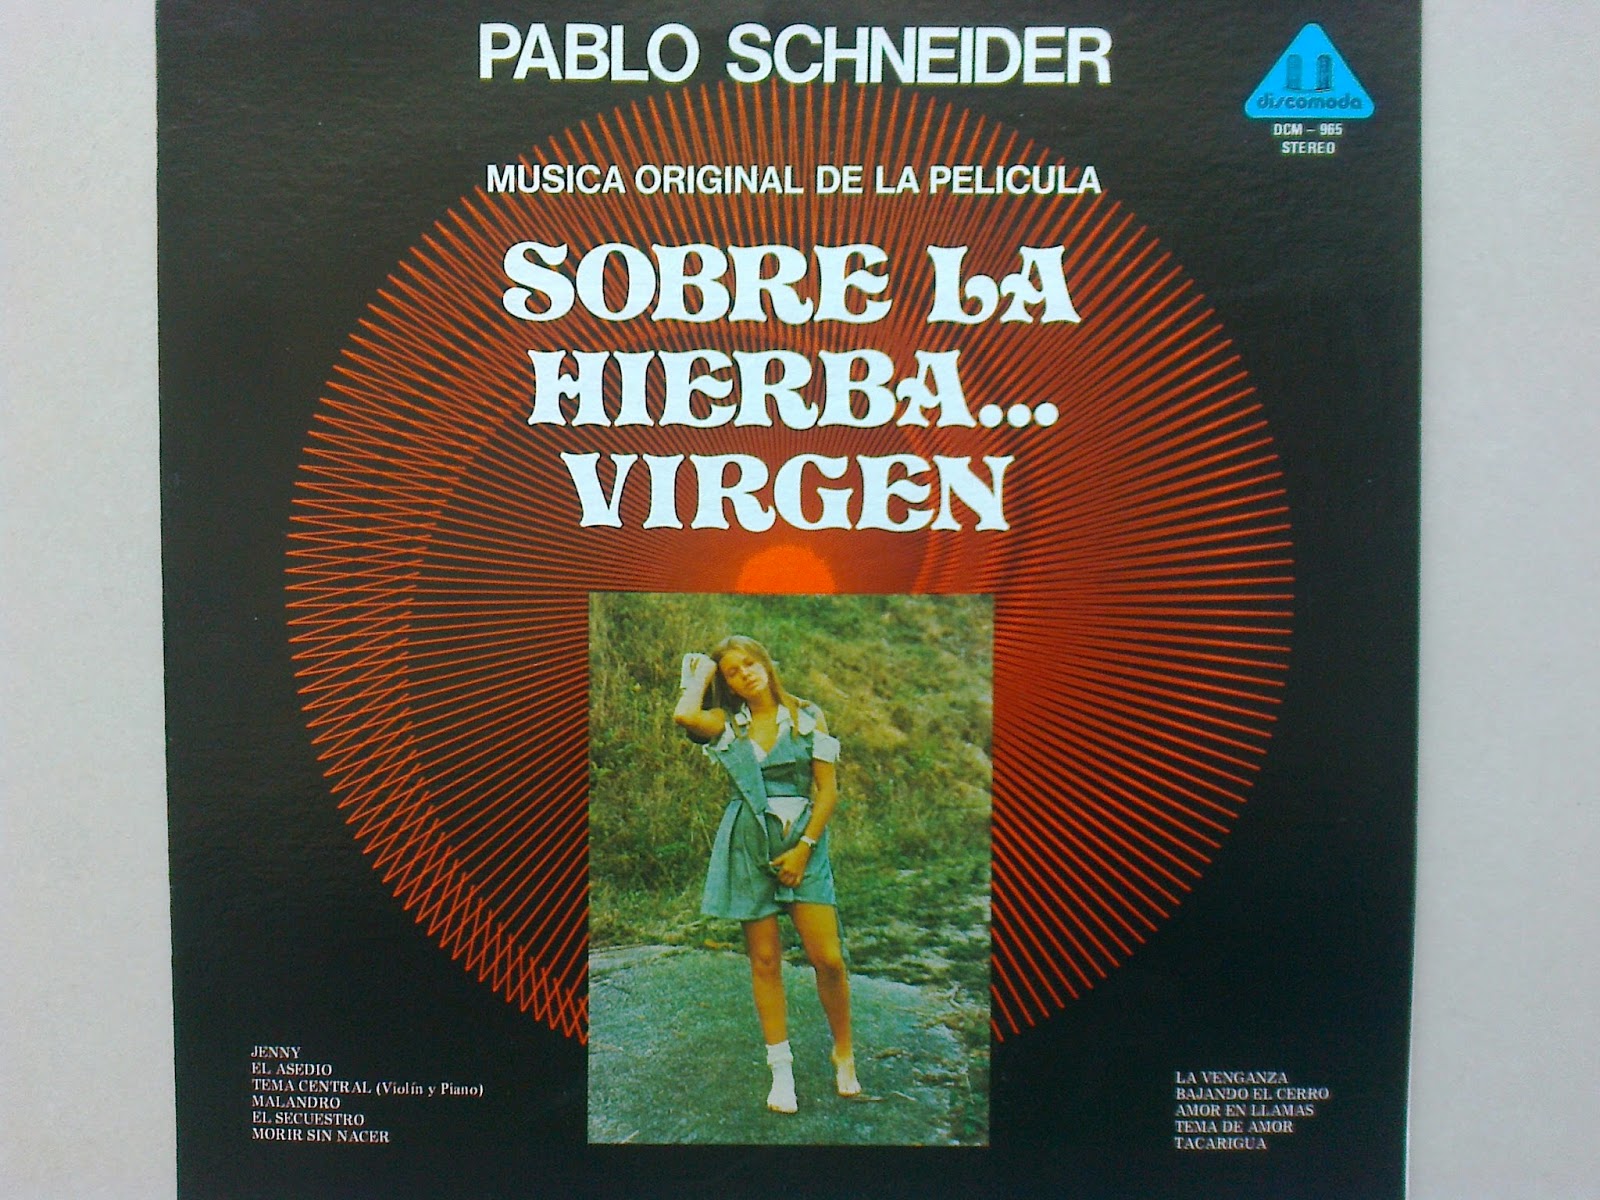 PABLO SCHNEIDER
discomoda
DCM - 965
STEREO
MUSICA ORIGINAL DE LA PELICULA
SOBRE LA
HIERBA...
VIRGEN
JENNY
EL ASEDIO
TEMA CENTRAL (Violín y Piano)
MALANDRO
EL SECUESTRO
MORIR SIN NACER
LA VENGANZA
BAJANDO EL CERRO
AMOR EN LLAMAS
TEMA DE AMOR
TACARIGUA